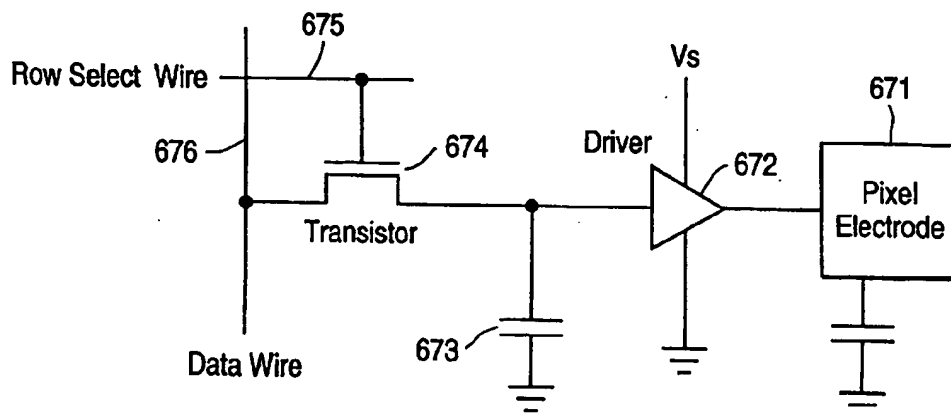 675
Row Select Wire
Vs
671
676
674
Driver
672
Pixel
Electrode
Transistor
673
Data Wire